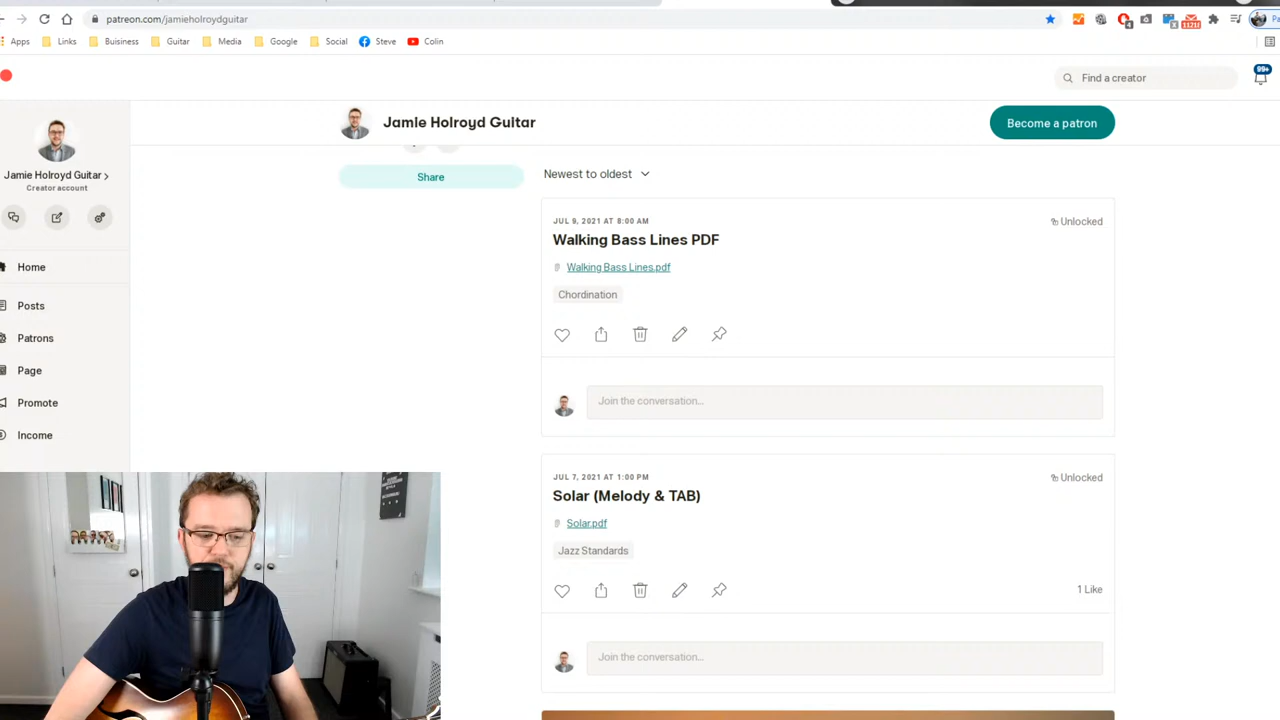 patreon.com/jamieholroydguitar
Apps Links Buisiness Guitar Media Google Social Steve Colin
Find a creator
99+
Jamie Holroyd Guitar
Become a patron
Jamie Holroyd Guitar
Creator account
Share
Newest to oldest
JUL 9, 2021 AT 8:00 AM
Unlocked
Walking Bass Lines PDF
Walking Bass Lines.pdf
Chordination
Home
Posts
Patrons
Page
Promote
Income
Join the conversation...
JUL 7, 2021 AT 1:00 PM
Unlocked
Solar (Melody & TAB)
Solar.pdf
Jazz Standards
1 Like
Join the conversation...